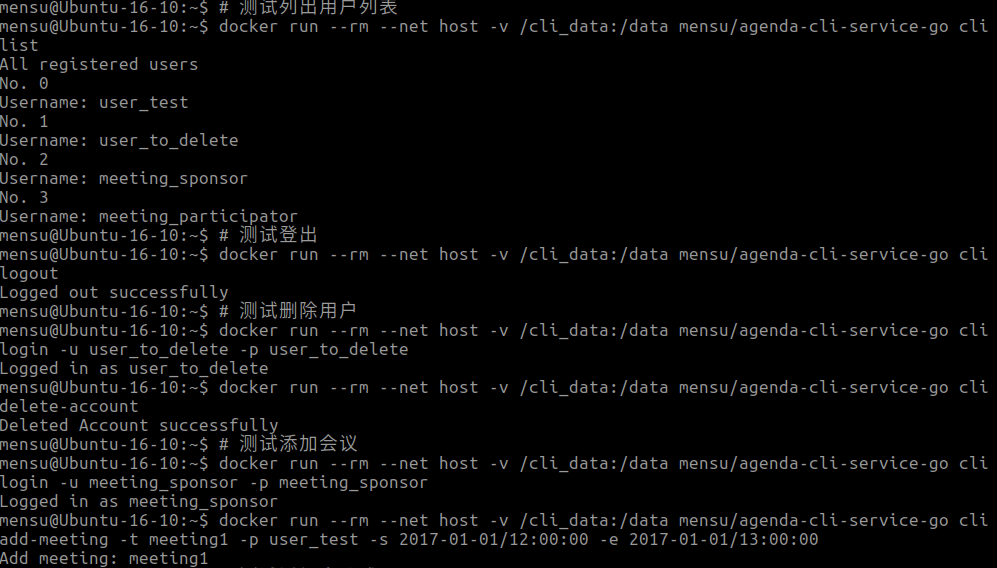 mensu@Ubuntu-16-10:~$ # 测试列出用户列表
mensu@Ubuntu-16-10:~$ docker run --rm --net host -v /cli_data:/data mensu/agenda-cli-service-go cli
list
All registered users
No. 0
Username: user_test
No. 1
Username: user_to_delete
No. 2
Username: meeting_sponsor
No. 3
Username: meeting_participator
mensu@Ubuntu-16-10:~$ # 测试登出
mensu@Ubuntu-16-10:~$ docker run --rm --net host -v /cli_data:/data mensu/agenda-cli-service-go cli
logout
Logged out successfully
mensu@Ubuntu-16-10:~$ # 测试删除用户
mensu@Ubuntu-16-10:~$ docker run --rm --net host -v /cli_data:/data mensu/agenda-cli-service-go cli
login -u user_to_delete -p user_to_delete
Logged in as user_to_delete
mensu@Ubuntu-16-10:~$ docker run --rm --net host -v /cli_data:/data mensu/agenda-cli-service-go cli
delete-account
Deleted Account successfully
mensu@Ubuntu-16-10:~$ # 测试添加会议
mensu@Ubuntu-16-10:~$ docker run --rm --net host -v /cli_data:/data mensu/agenda-cli-service-go cli
login -u meeting_sponsor -p meeting_sponsor
Logged in as meeting_sponsor
mensu@Ubuntu-16-10:~$ docker run --rm --net host -v /cli_data:/data mensu/agenda-cli-service-go cli
add-meeting -t meeting1 -p user_test -s 2017-01-01/12:00:00 -e 2017-01-01/13:00:00
Add meeting: meeting1